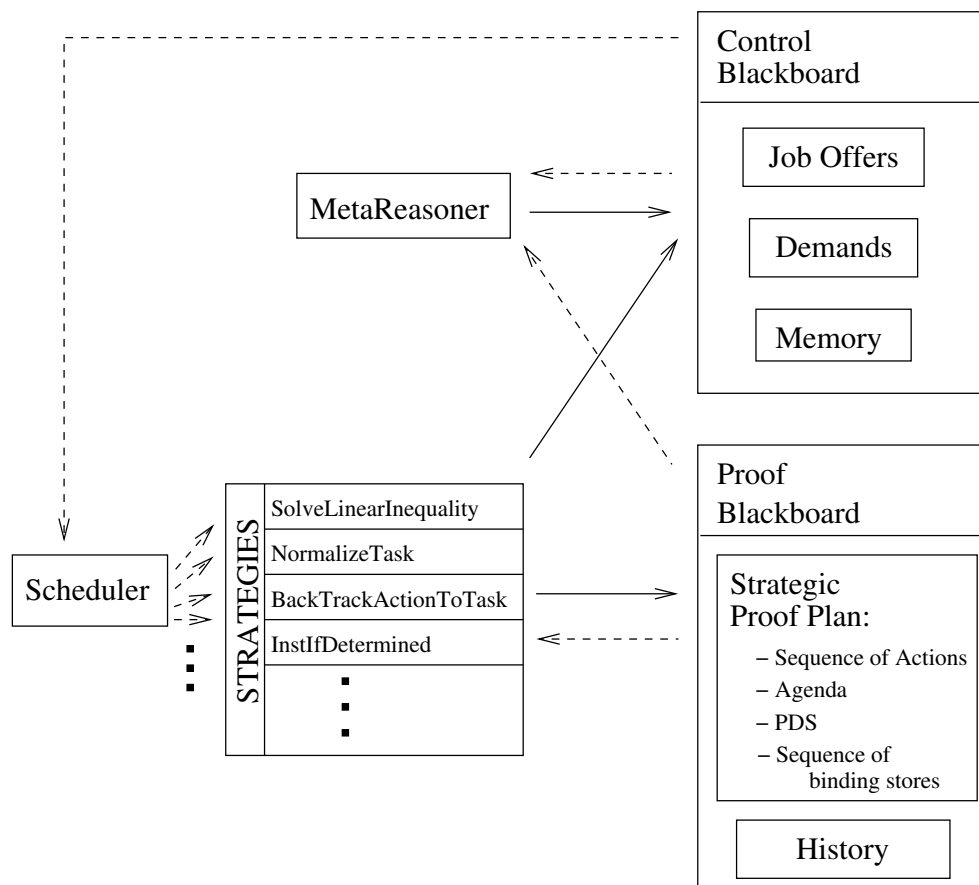 Control
Blackboard
Job Offers
MetaReasoner
Demands
Memory
Proof
Blackboard
STRATEGIES
SolveLinearInequality
NormalizeTask
BackTrackActionToTask
InstIfDetermined
Scheduler
Strategic
Proof Plan:
– Sequence of Actions
– Agenda
– PDS
– Sequence of
binding stores
History